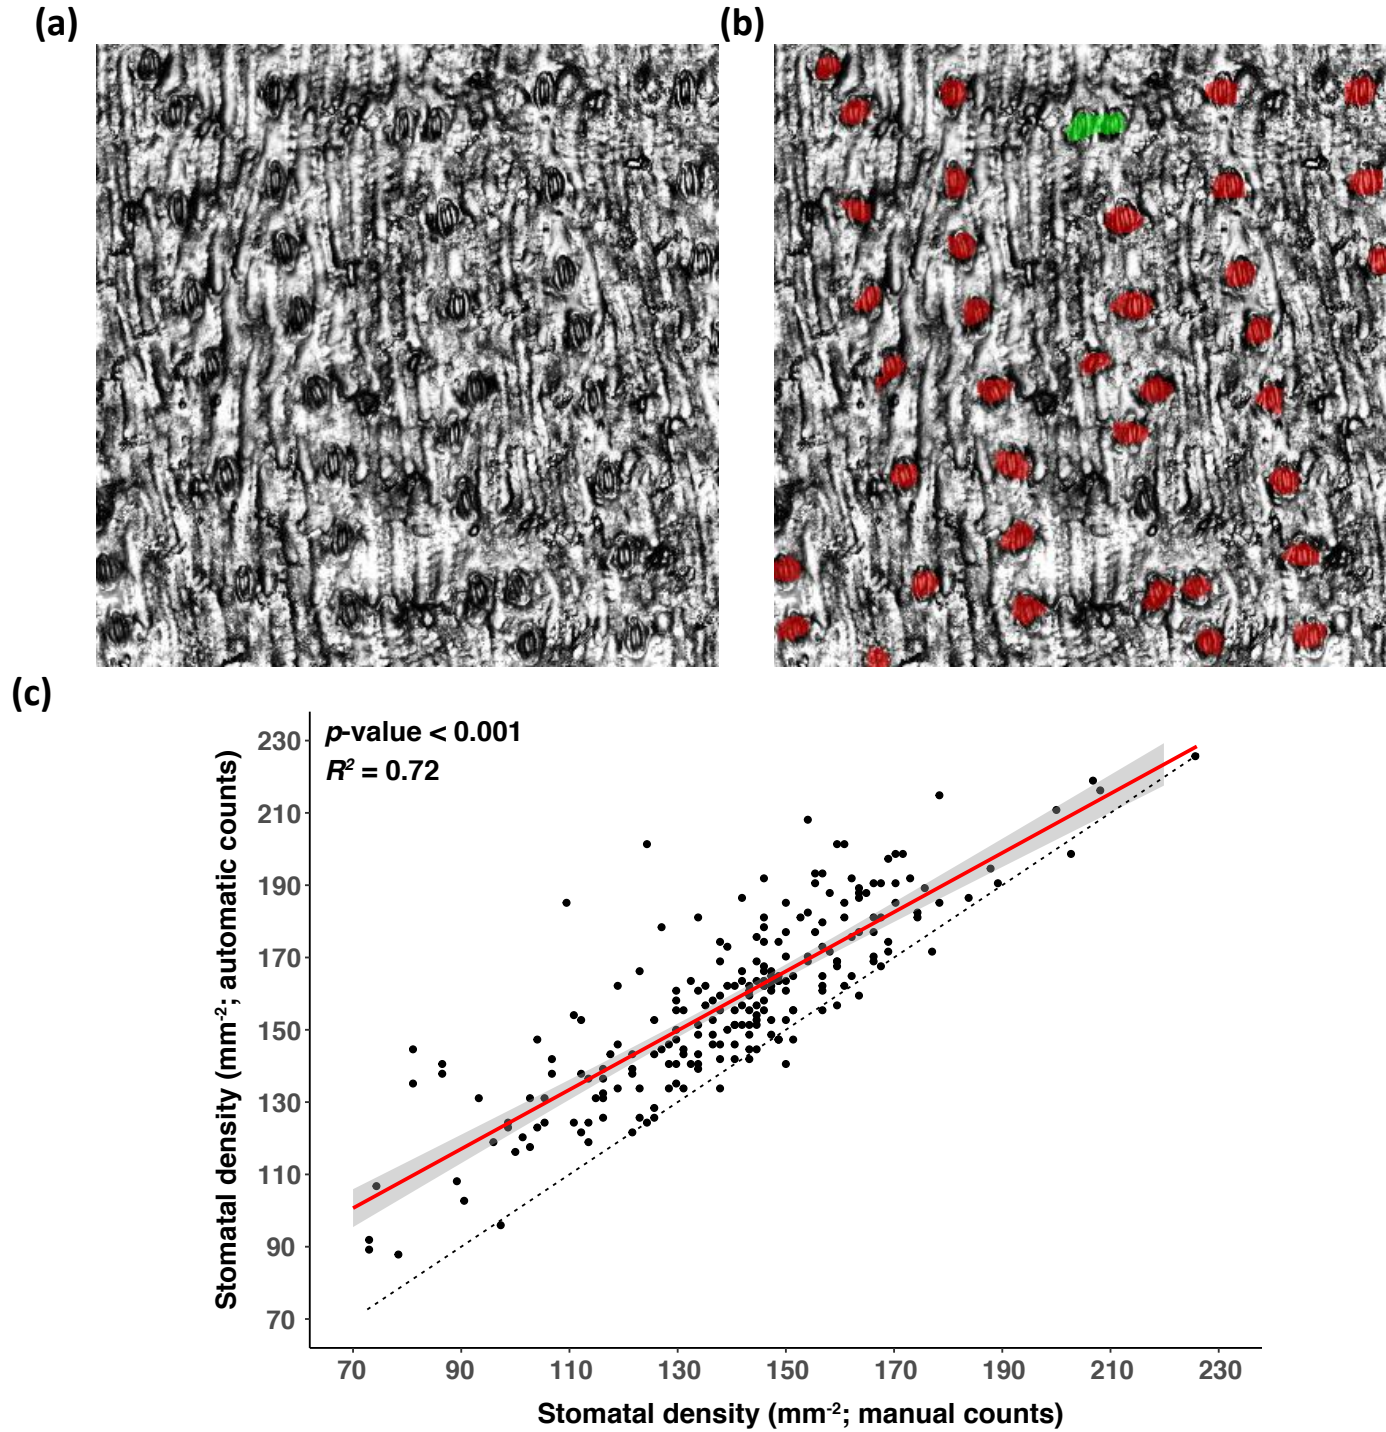 (a)
(b)
(c)
p-value < 0.001
R² = 0.72
Stomatal density (mm⁻²; automatic counts)
230
210
190
170
150
130
110
90
70
70 90 110 130 150 170 190 210 230
Stomatal density (mm⁻²; manual counts)